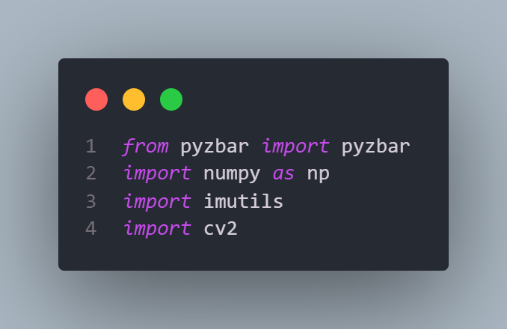 1 from pyzbar import pyzbar
2 import numpy as np
3 import imutils
4 import cv2